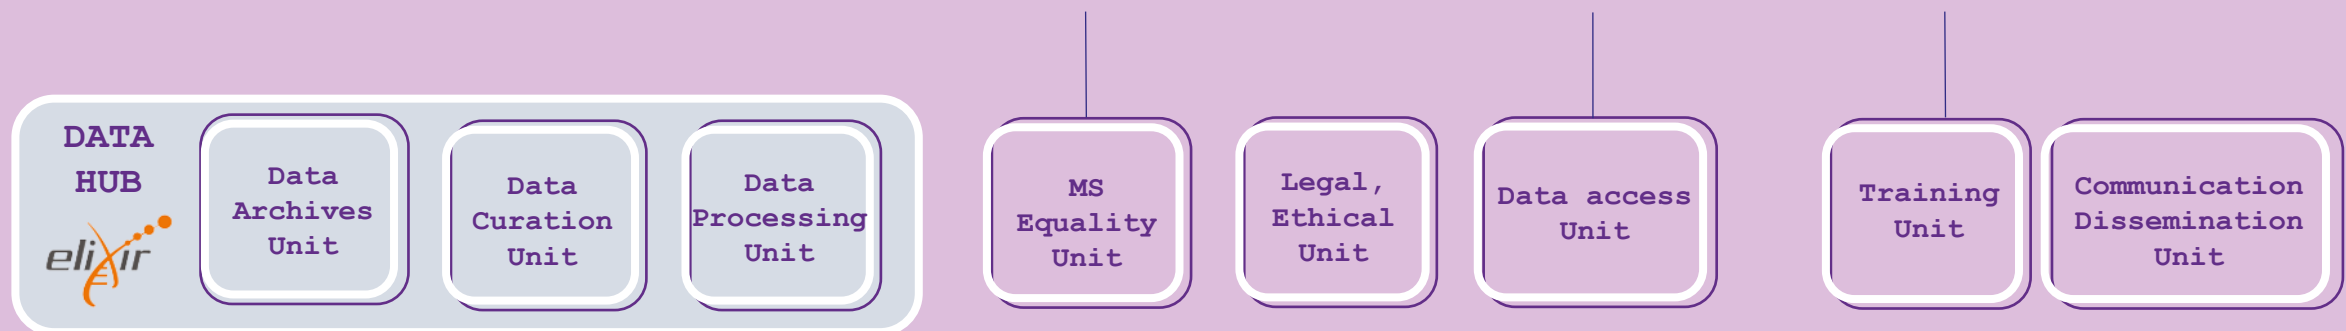 DATA
HUB
elixir
Data
Archives
Unit
Data
Curation
Unit
Data
Processing
Unit
MS
Equality
Unit
Legal,
Ethical
Unit
Data access
Unit
Training
Unit
Communication
Dissemination
Unit